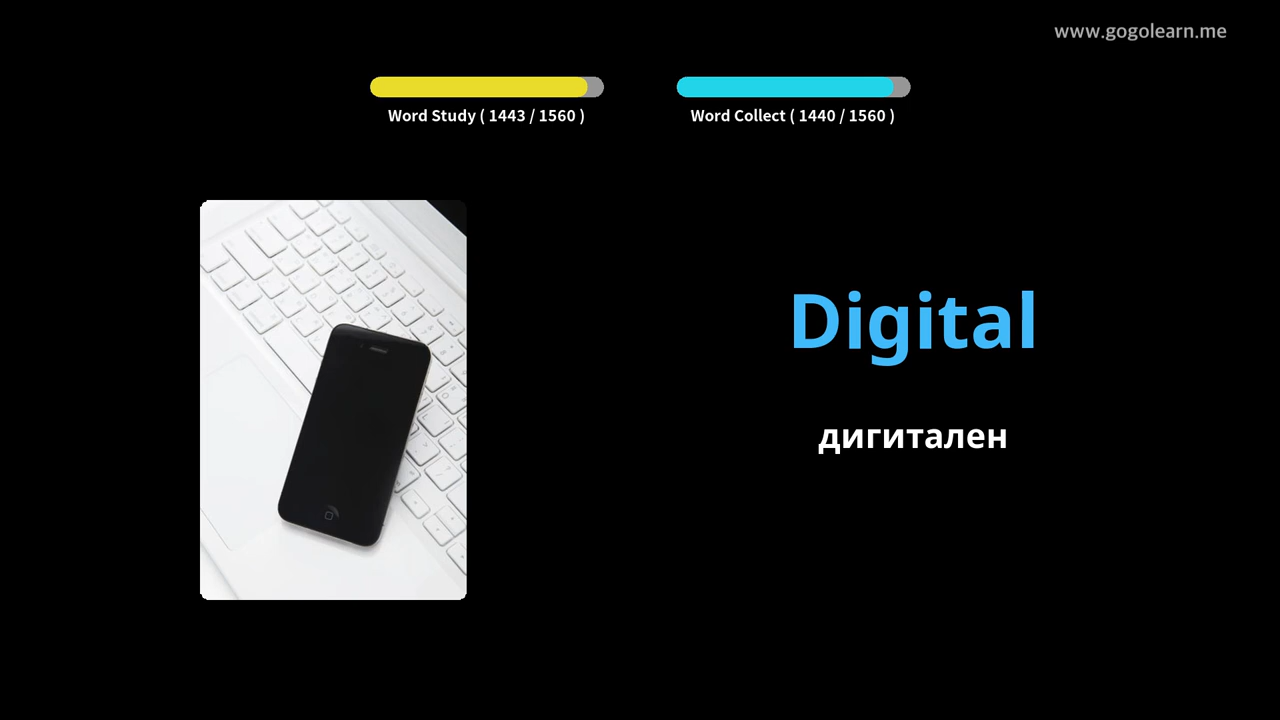 www.gogolearn.me
Word Study ( 1443 / 1560 )
Word Collect ( 1440 / 1560 )
Digital
дигитален